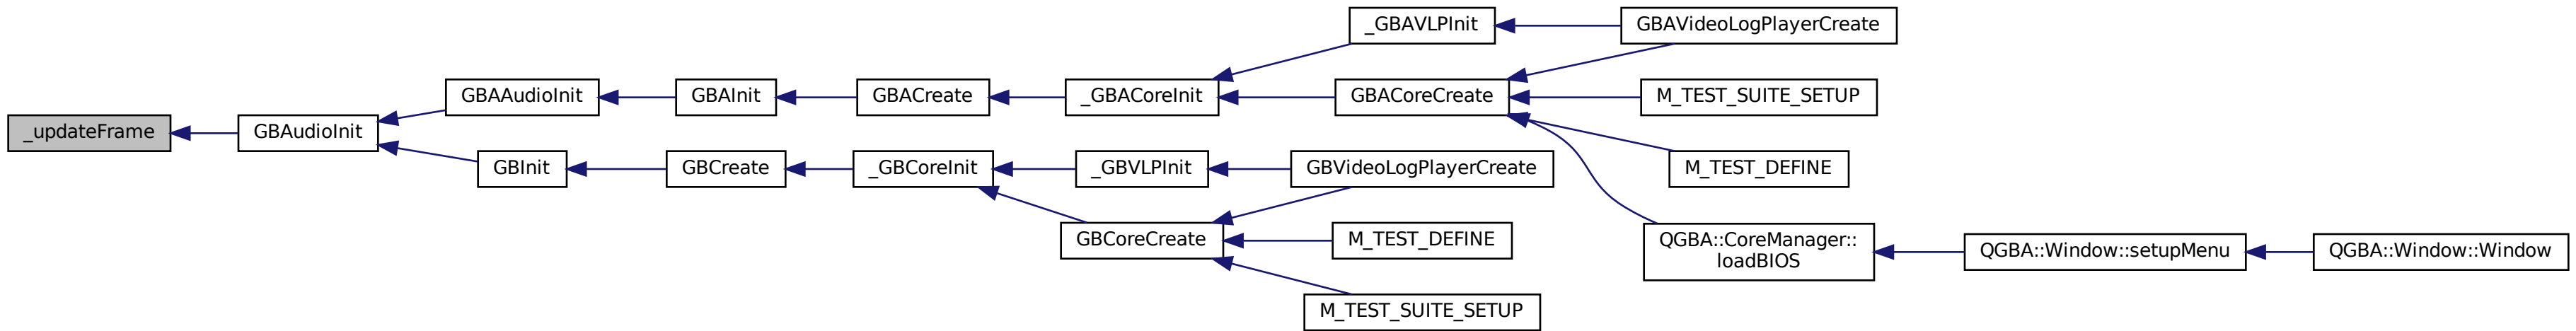 _GBAVLPInit
GBAVideoLogPlayerCreate
GBAAudioInit
GBAInit
GBACreate
_GBACoreInit
GBACoreCreate
M_TEST_SUITE_SETUP
_updateFrame
GBAudioInit
GBInit
GBCreate
_GBCoreInit
_GBVLPInit
GBVideoLogPlayerCreate
M_TEST_DEFINE
GBCoreCreate
M_TEST_DEFINE
QGBA::CoreManager::
loadBIOS
QGBA::Window::setupMenu
QGBA::Window::Window
M_TEST_SUITE_SETUP